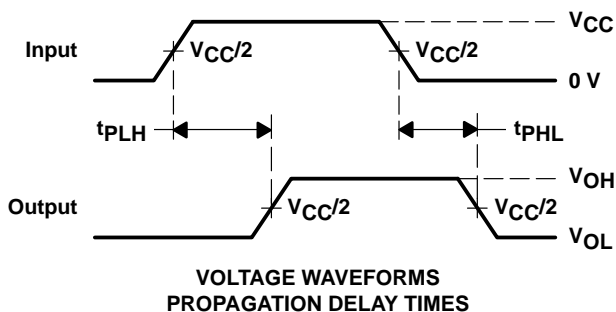 VCC
Input VCC/2 VCC/2
0 V
tPLH tPHL
VOH
Output VCC/2 VCC/2
VOL
VOLTAGE WAVEFORMS
PROPAGATION DELAY TIMES